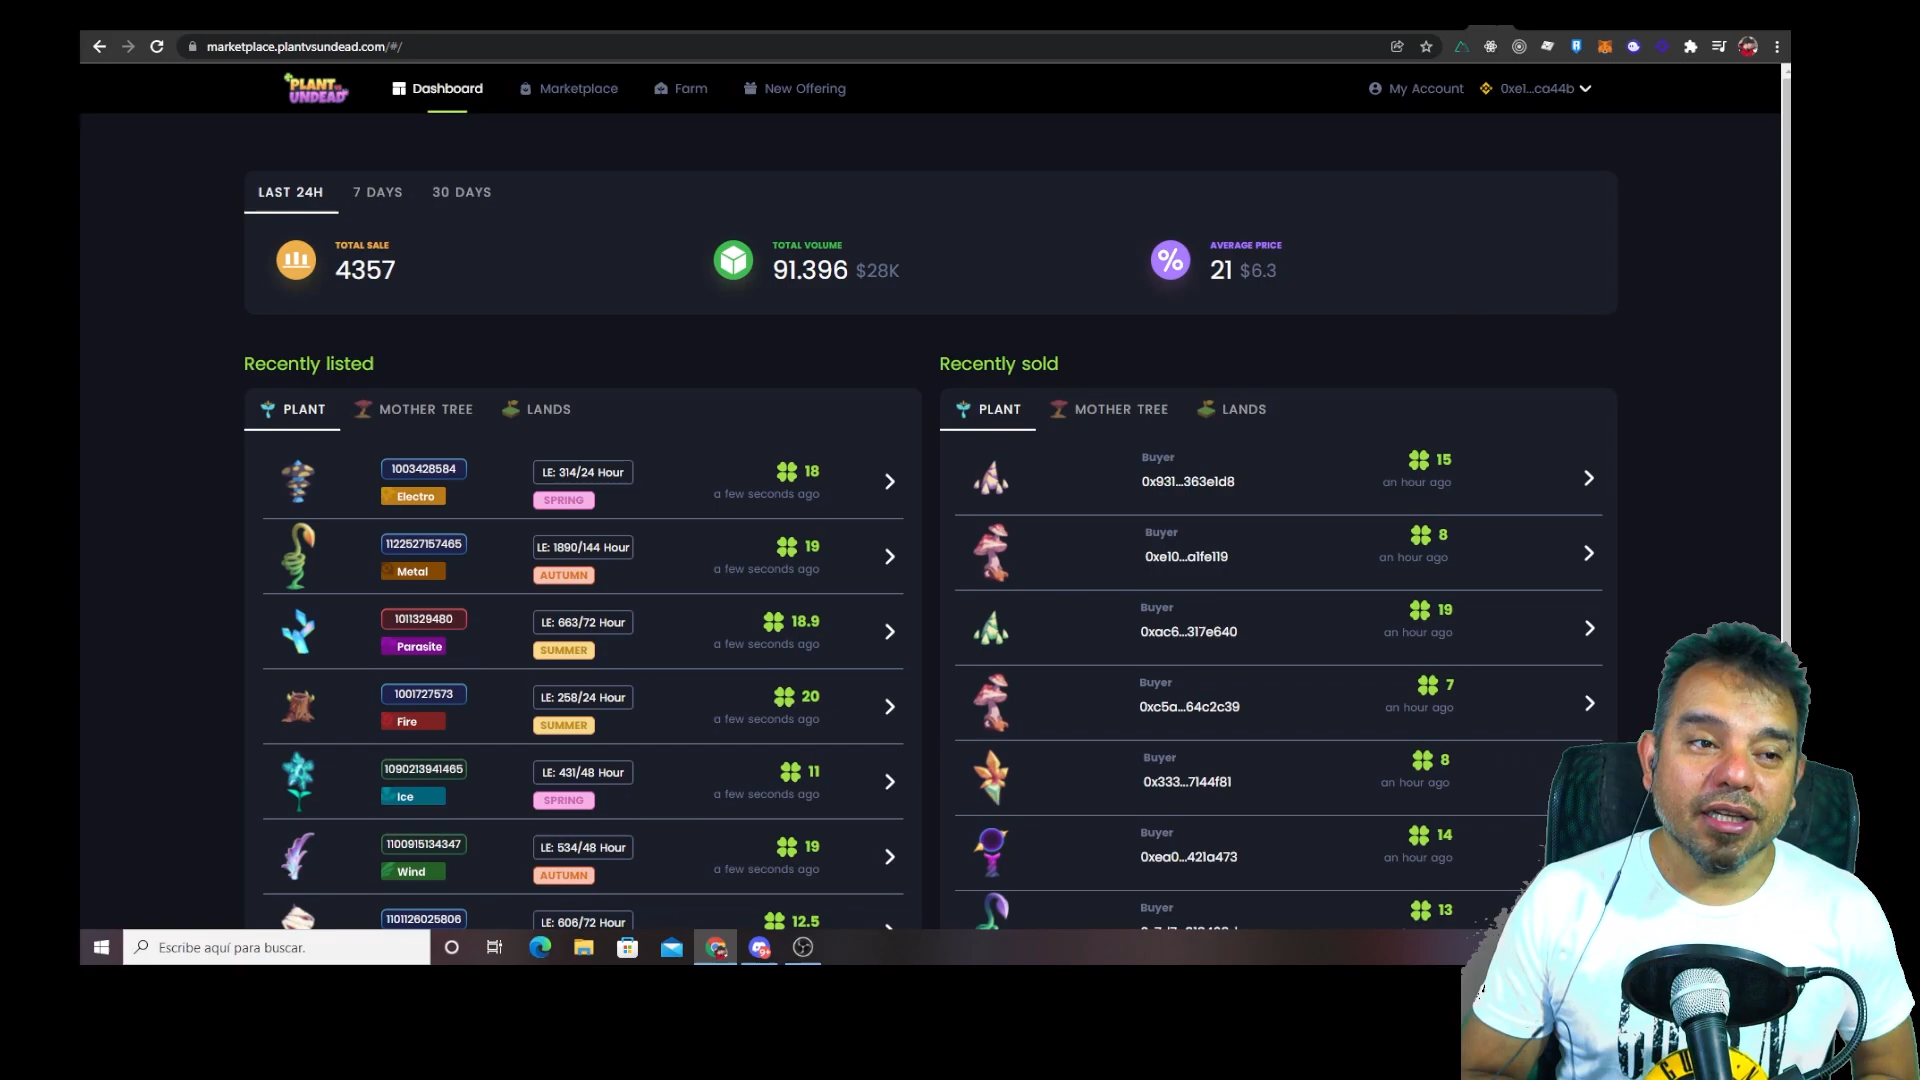 marketplace.plantvsundead.com/#/
PLANT VS UNDEAD
Dashboard
Marketplace
Farm
New Offering
My Account
0xe1...ca44b
LAST 24H
7 DAYS
30 DAYS
TOTAL SALE
4357
TOTAL VOLUME
91.396 $28K
AVERAGE PRICE
21 $6.3
Recently listed
PLANT
MOTHER TREE
LANDS
1003428584
Electro
LE: 314/24 Hour
SPRING
18
a few seconds ago
1122527157465
Metal
LE: 1890/144 Hour
AUTUMN
19
a few seconds ago
1011329480
Parasite
LE: 663/72 Hour
SUMMER
18.9
a few seconds ago
1001727573
Fire
LE: 258/24 Hour
SUMMER
20
a few seconds ago
1090213941465
Ice
LE: 431/48 Hour
SPRING
11
a few seconds ago
1100915134347
Wind
LE: 534/48 Hour
AUTUMN
19
a few seconds ago
1101126025806
LE: 606/72 Hour
12.5
Recently sold
PLANT
MOTHER TREE
LANDS
Buyer
0x931...363e1d8
15
an hour ago
Buyer
0xe10...a1fe119
8
an hour ago
Buyer
0xac6...317e640
19
an hour ago
Buyer
0xc5a...64c2c39
7
an hour ago
Buyer
0x333...7144f81
8
an hour ago
Buyer
0xea0...421a473
14
an hour ago
Buyer
13
Escribe aquí para buscar.